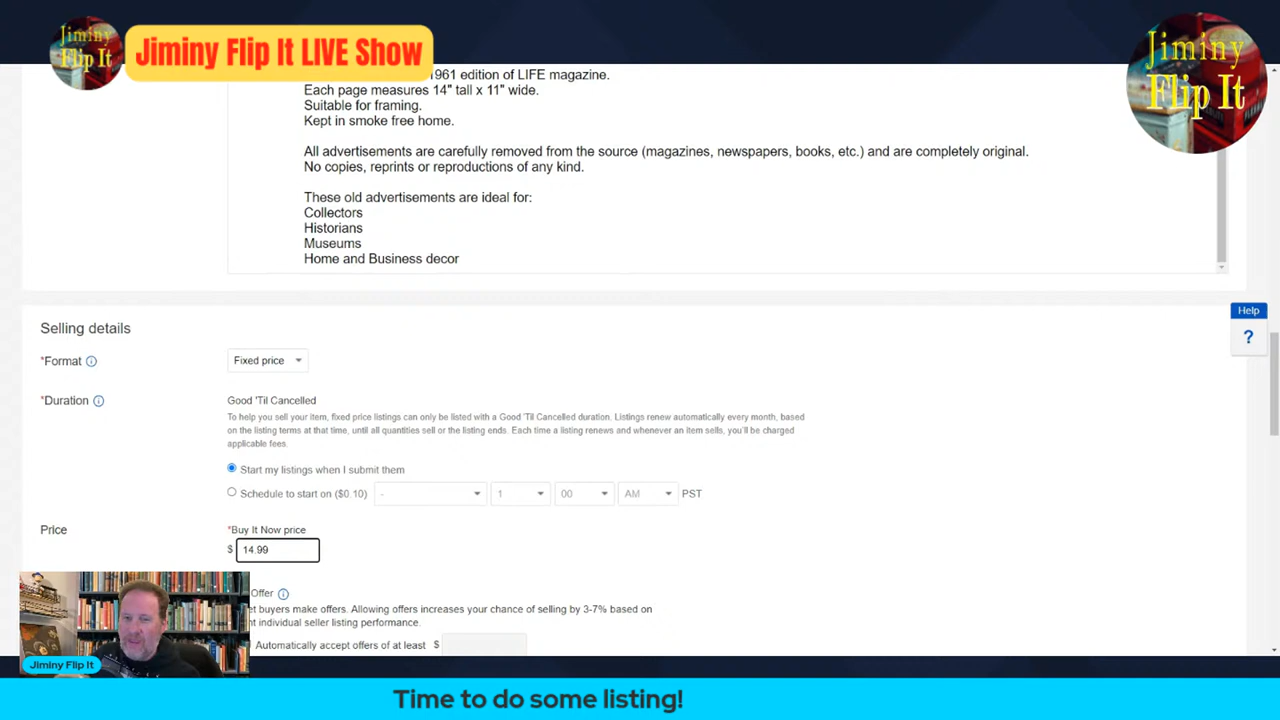 Jiminy
Flip It
Jiminy Flip It LIVE Show
Jiminy
Flip It
1961 edition of LIFE magazine.
Each page measures 14" tall x 11" wide.
Suitable for framing.
Kept in smoke free home.
All advertisements are carefully removed from the source (magazines, newspapers, books, etc.) and are completely original.
No copies, reprints or reproductions of any kind.
These old advertisements are ideal for:
Collectors
Historians
Museums
Home and Business decor
Selling details
Help
?
*Format
Fixed price
*Duration
Good 'Til Cancelled
To help you sell your item, fixed price listings can only be listed with a Good 'Til Cancelled duration. Listings renew automatically every month, based
on the listing terms at that time, until all quantities sell or the listing ends. Each time a listing renews and whenever an item sells, you'll be charged
applicable fees.
Start my listings when I submit them
Schedule to start on ($0.10) - 1 00 AM PST
Price
*Buy It Now price
$ 14.99
Offer
et buyers make offers. Allowing offers increases your chance of selling by 3-7% based on
nt individual seller listing performance.
Automatically accept offers of at least $
Jiminy Flip It
Time to do some listing!